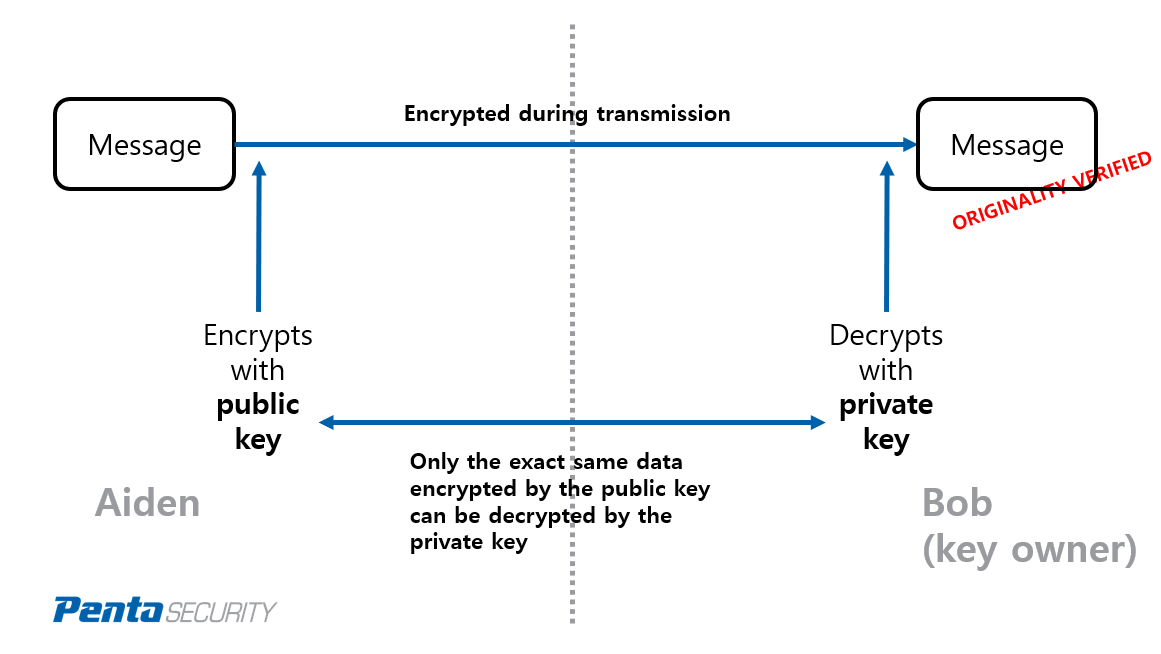 Encrypted during transmission
Message
Message
ORIGINALITY VERIFIED
Encrypts
with
public
key
Decrypts
with
private
key
Only the exact same data
encrypted by the public key
can be decrypted by the
private key
Aiden
Bob
(key owner)
Penta SECURITY